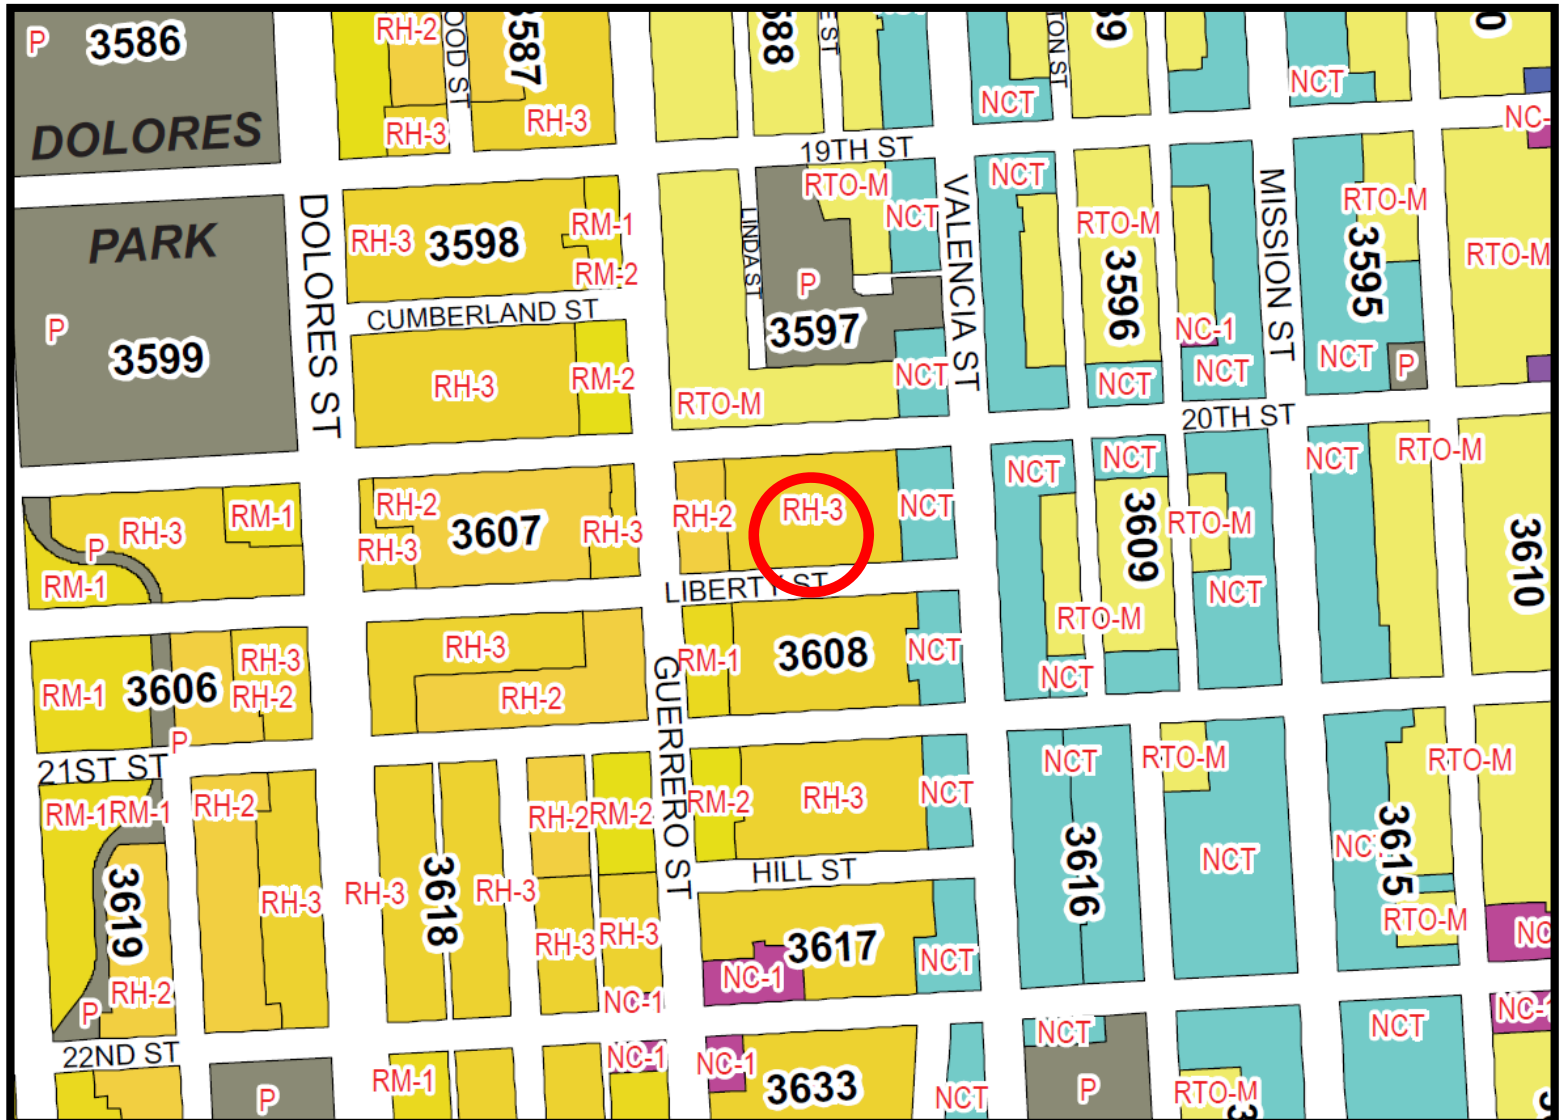 P
3586
RH-2
3587
NCT
NCT
NC-
RH-3
RH-3
DOLORES
19TH ST
PARK
P
3599
DOLORES ST
RH-3
3598
RM-1
RM-2
CUMBERLAND ST
RH-3
RM-2
LINDA ST
RTO-M
NCT
P
3597
NCT
RTO-M
VALENCIA ST
NCT
RTO-M
3596
NCT
NC-1
NCT
MISSION ST
RTO-M
3595
NCT
P
RTO-M
20TH ST
RH-3
RM-1
P
RM-1
RH-2
3607
RH-3
RH-3
RH-2
RH-3
NCT
NCT
NCT
3609
RTO-M
NCT
NCT
RTO-M
3610
LIBERTY ST
RTO-M
NCT
RM-1
3606
RH-3
RH-2
P
RH-3
RH-2
GUERRERO ST
RM-1
3608
NCT
21ST ST
RM-1
RM-1
RH-2
RH-3
3619
RH-2
P
RH-3
3618
RH-3
RH-2
RM-2
RH-3
RH-3
NC-1
RM-2
RH-3
NCT
HILL ST
3617
NC-1
NCT
NCT
3616
RTO-M
NCT
3615
RTO-M
RTO-M
22ND ST
P
RM-1
NC-1
NC-1
3633
NCT
NCT
P
RTO-M
NCT
NC-1